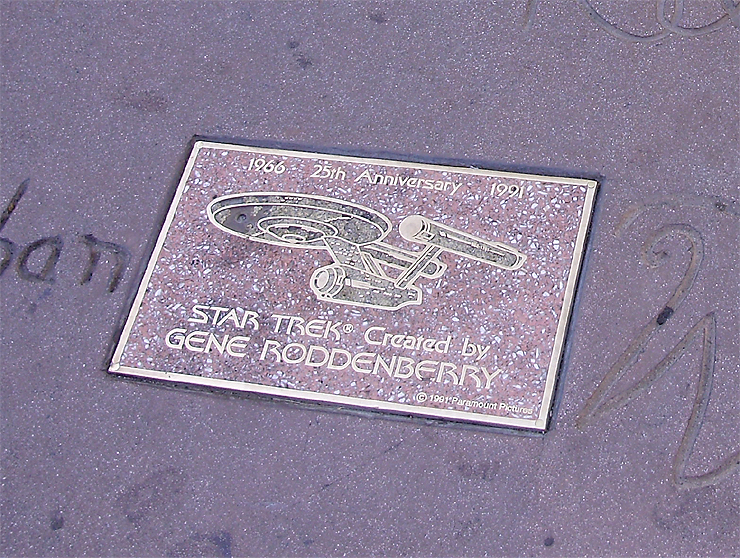 1966 25th Anniversary 1991
STAR TREK® Created by
GENE RODDENBERRY
© 1991 Paramount Pictures